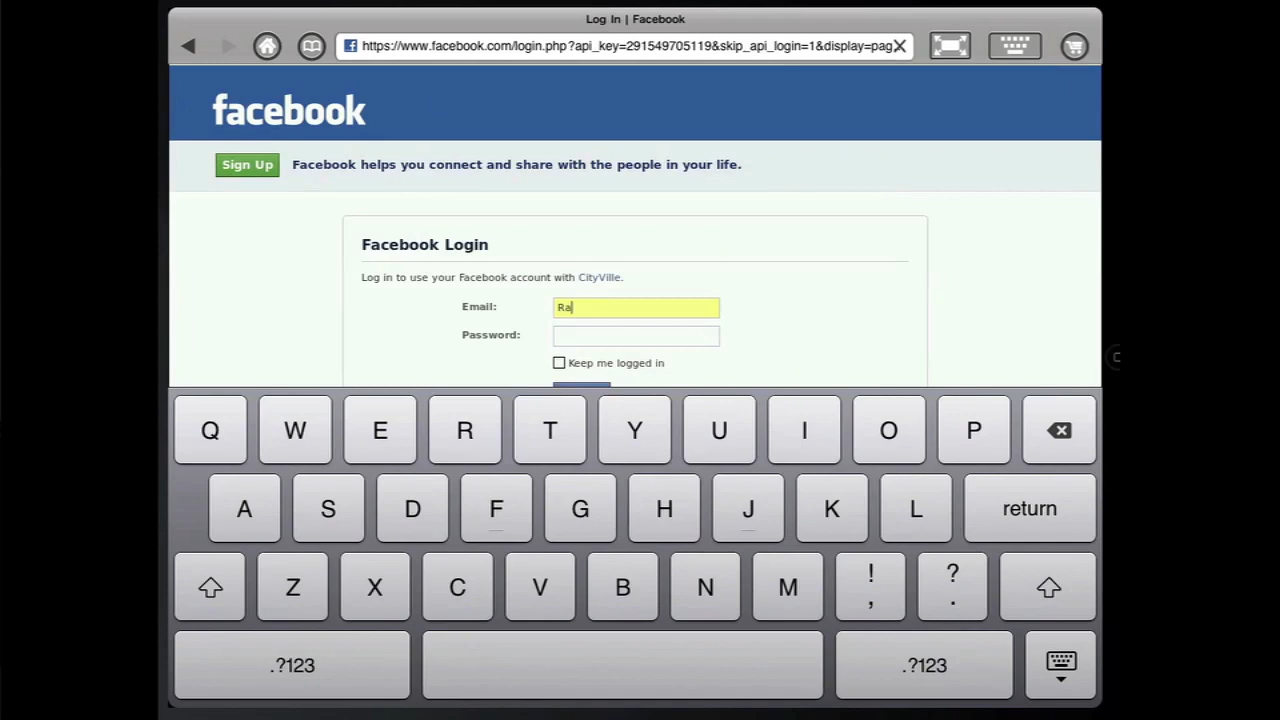 Log In | Facebook
https://www.facebook.com/login.php?api_key=291549705119&skip_api_login=1&display=pag
facebook
Sign Up Facebook helps you connect and share with the people in your life.
Facebook Login
Log in to use your Facebook account with CityVille.
Email: Ra
Password:
Keep me logged in
Q W E R T Y U I O P
A S D F G H J K L return
Z X C V B N M ! , ? .
.?123 .?123